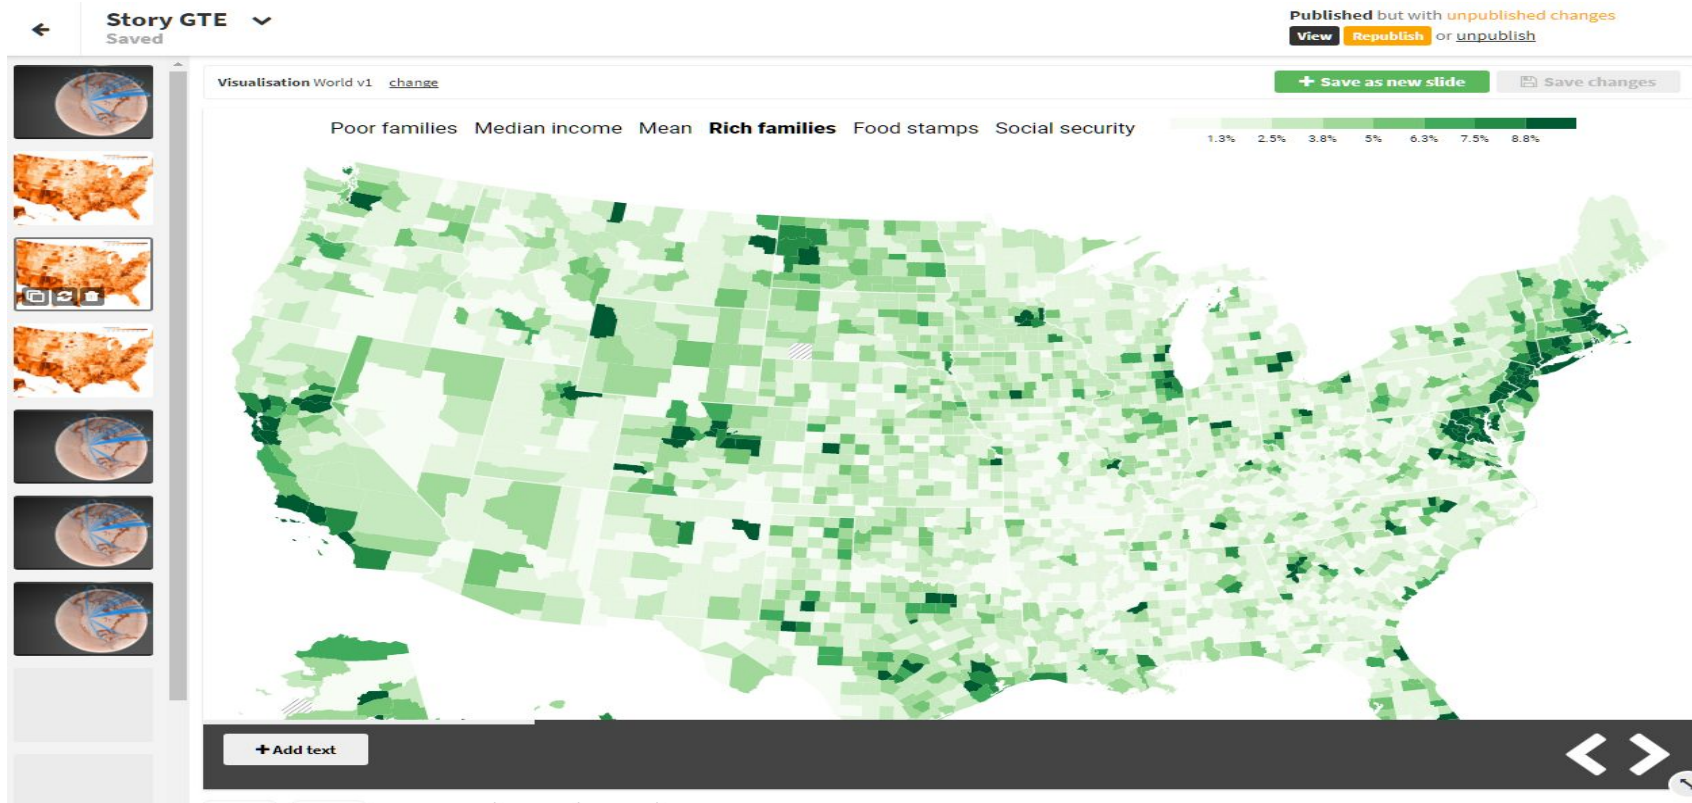 Story GTE
Saved
Published but with unpublished changes
View Republish or unpublish
Visualisation World v1 change
+ Save as new slide
Save changes
Poor families Median income Mean Rich families Food stamps Social security
1.3% 2.5% 3.8% 5% 6.3% 7.5% 8.8%
+ Add text